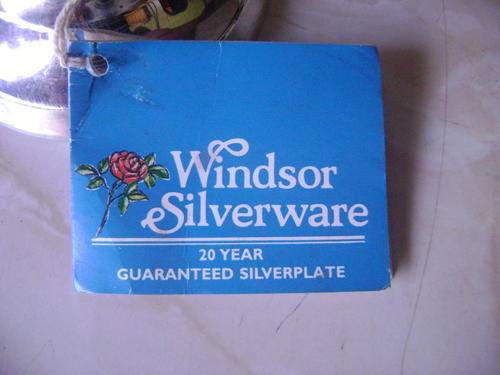 Windsor
Silverware
20 YEAR
GUARANTEED SILVERPLATE